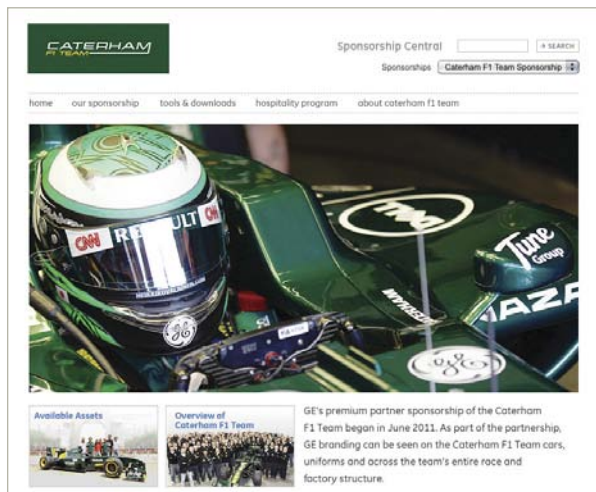 CATERHAM
F1 TEAM
Sponsorship Central
SEARCH
Sponsorships
Caterham F1 Team Sponsorship
home our sponsorship tools & downloads hospitality program about caterham f1 team
CNN RENAULT CNN
Tune
Group
GE
GE
Available Assets
Overview of
Caterham F1 Team
GE's premium partner sponsorship of the Caterham
F1 Team began in June 2011. As part of the partnership,
GE branding can be seen on the Caterham F1 Team cars,
uniforms and across the team's entire race and
factory structure.